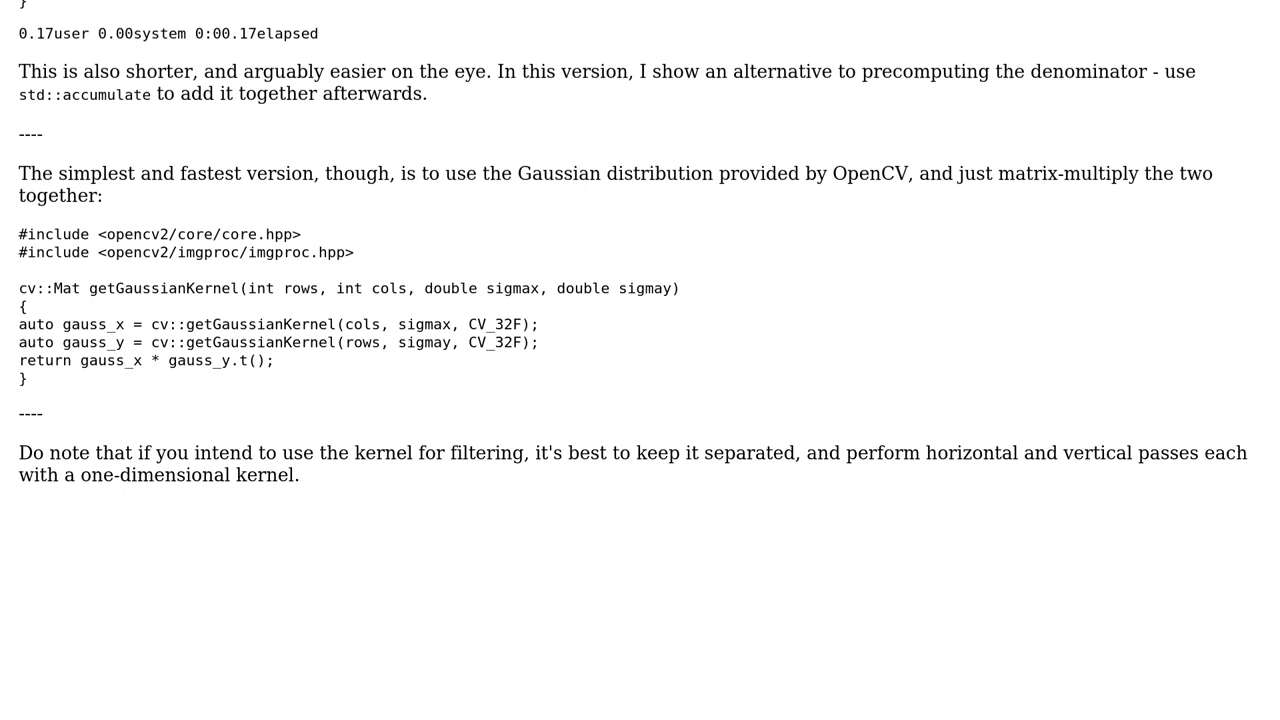 }
0.17user 0.00system 0:00.17elapsed
This is also shorter, and arguably easier on the eye. In this version, I show an alternative to precomputing the denominator - use
std::accumulate to add it together afterwards.
----
The simplest and fastest version, though, is to use the Gaussian distribution provided by OpenCV, and just matrix-multiply the two
together:
#include <opencv2/core/core.hpp>
#include <opencv2/imgproc/imgproc.hpp>
cv::Mat getGaussianKernel(int rows, int cols, double sigmax, double sigmay)
{
auto gauss_x = cv::getGaussianKernel(cols, sigmax, CV_32F);
auto gauss_y = cv::getGaussianKernel(rows, sigmay, CV_32F);
return gauss_x * gauss_y.t();
}
----
Do note that if you intend to use the kernel for filtering, it's best to keep it separated, and perform horizontal and vertical passes each
with a one-dimensional kernel.